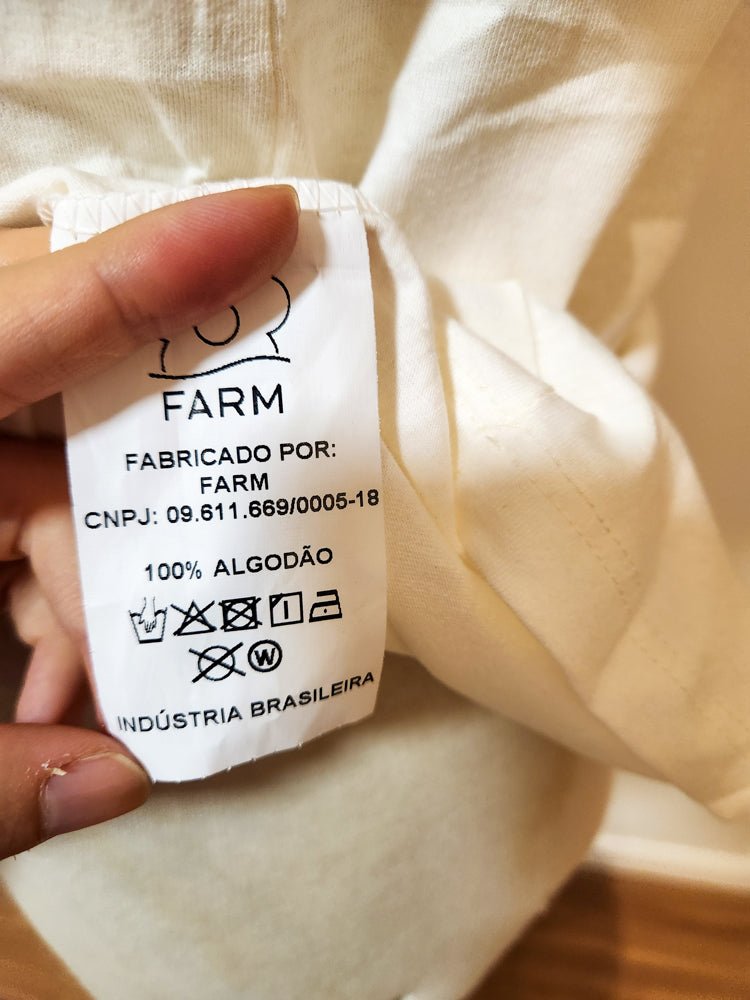 FARM
FABRICADO POR:
FARM
CNPJ: 09.611.669/0005-18
100% ALGODÃO
W
INDÚSTRIA BRASILEIRA